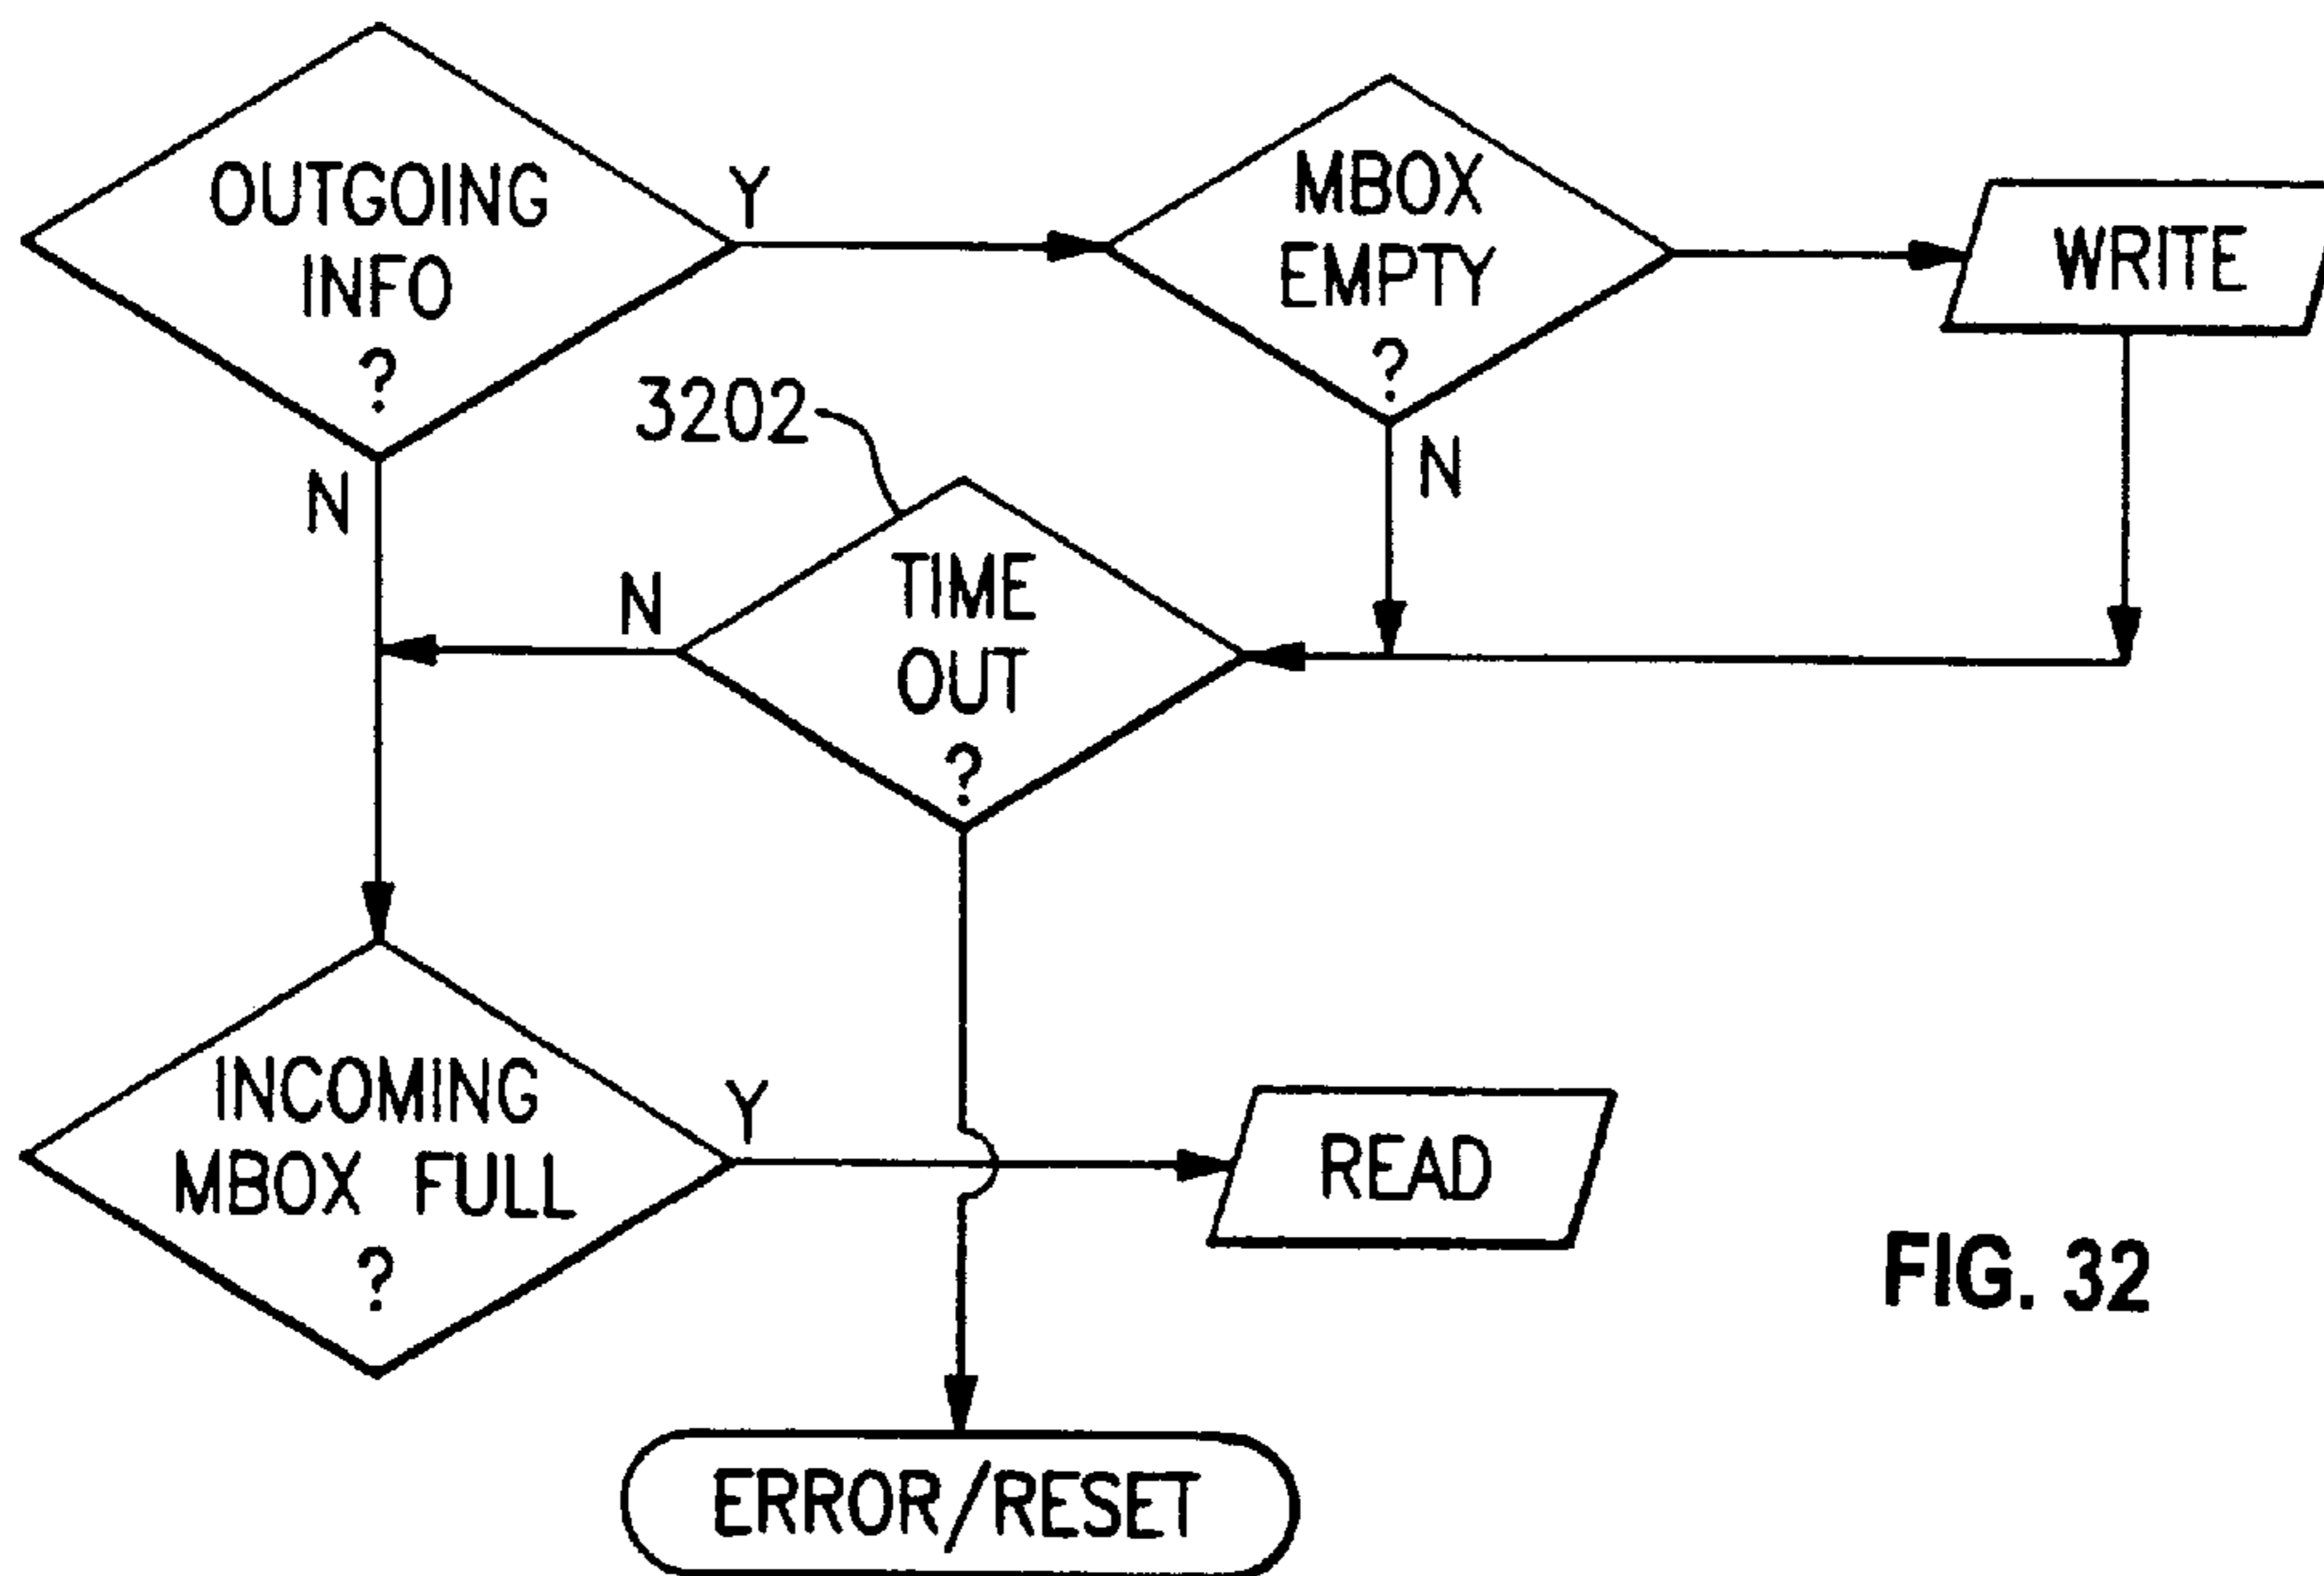 OUTGOING
INFO
?
Y
N
MBOX
EMPTY
?
N
WRITE
3202
TIME
OUT
?
N
INCOMING
MBOX FULL
?
Y
READ
ERROR/RESET
FIG. 32